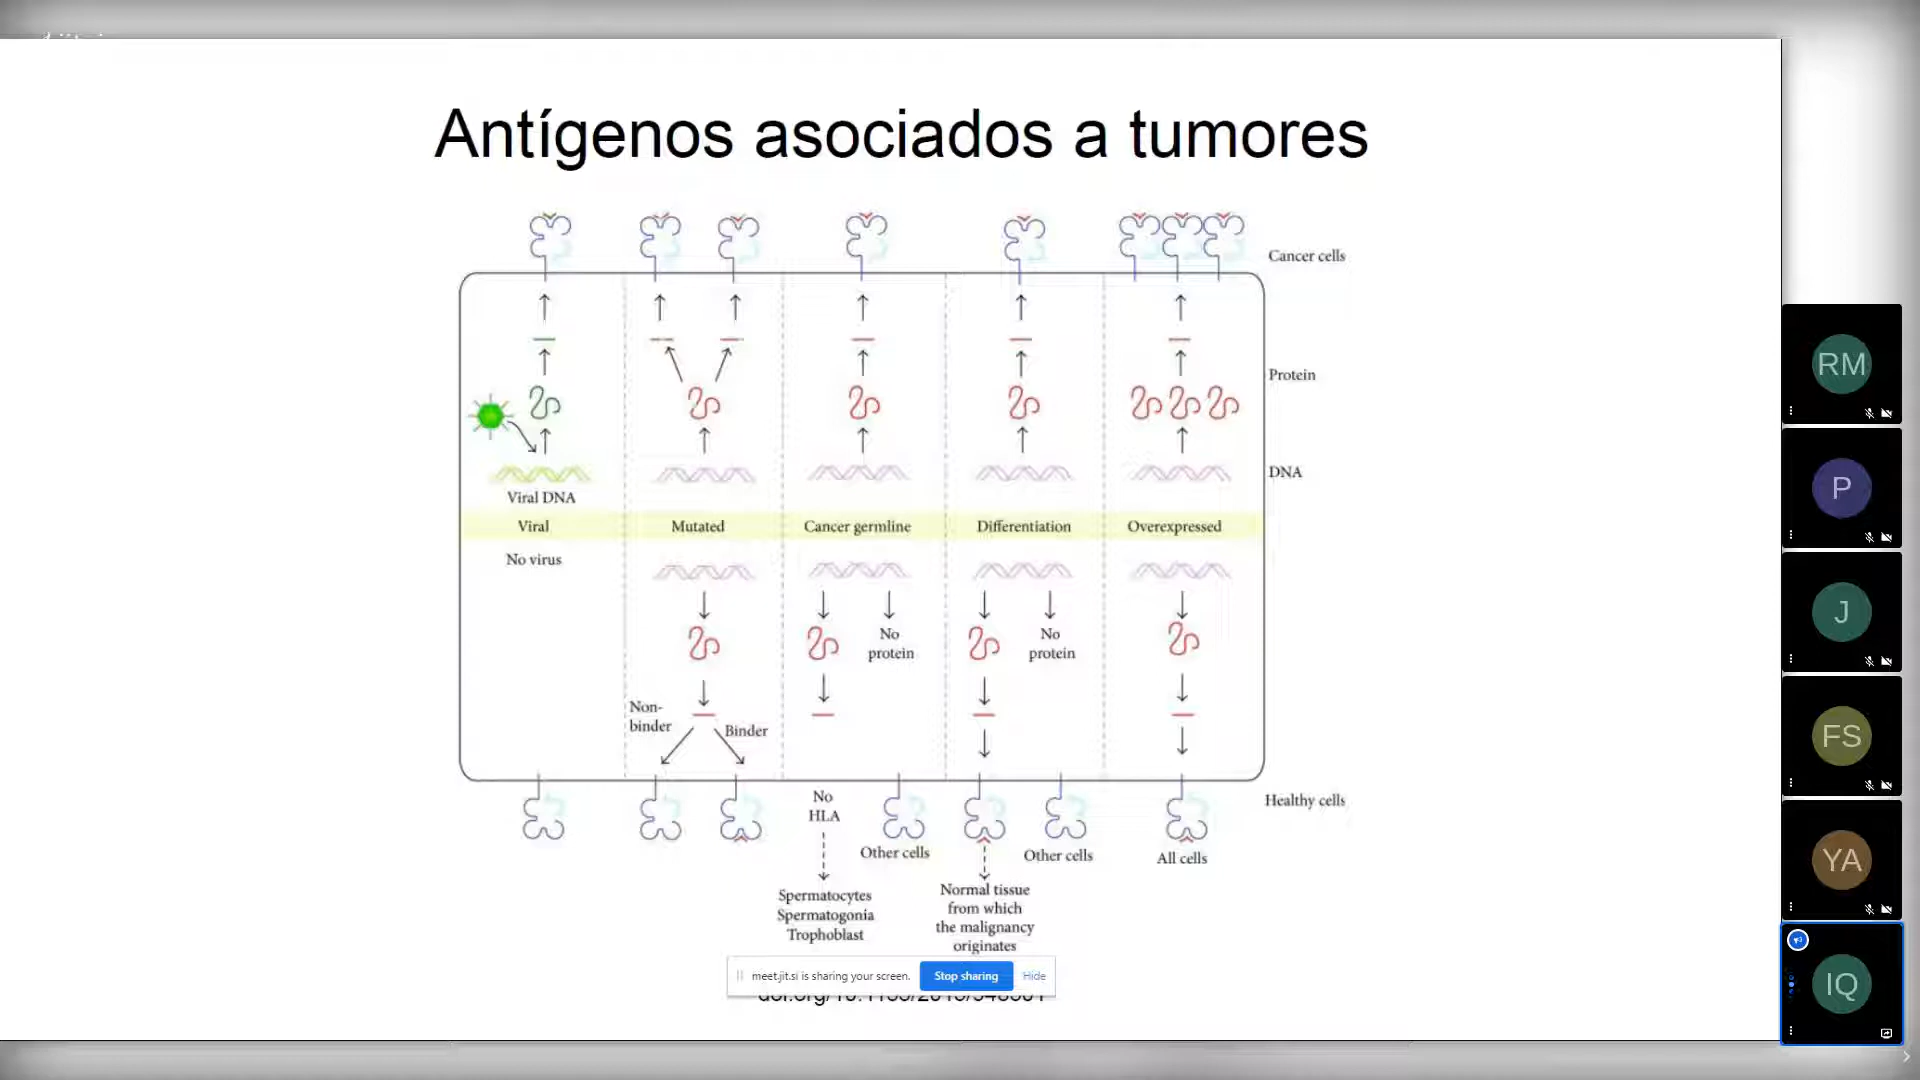 Antígenos asociados a tumores
Cancer cells
Protein
DNA
Viral DNA
Viral
Mutated
Cancer germline
Differentiation
Overexpressed
No virus
No
protein
No
protein
Non-
binder
Binder
Healthy cells
No
HLA
Other cells
Other cells
All cells
Spermatocytes
Spermatogonia
Trophoblast
Normal tissue
from which
the malignancy
originates
meet.jit.si is sharing your screen.
Stop sharing
Hide
RM
P
J
FS
YA
IQ